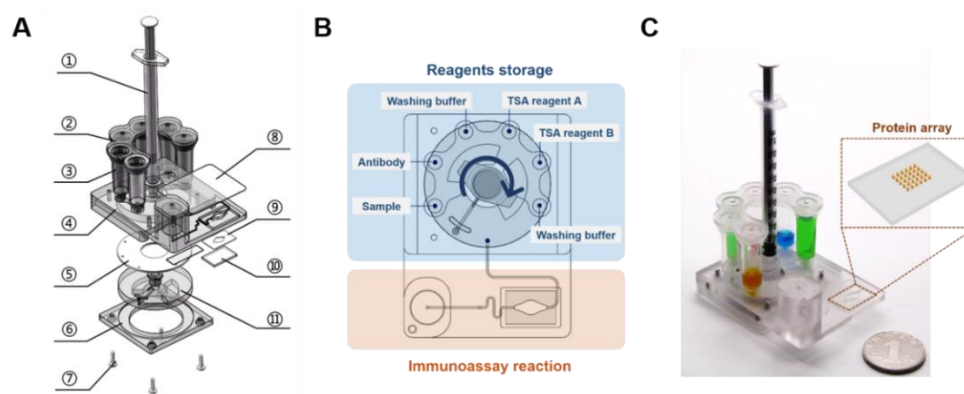 A
①
②
③
④
⑤
⑥
⑦
⑧
⑨
⑩
⑪
B
Reagents storage
Washing buffer
TSA reagent A
TSA reagent B
Antibody
Sample
Washing buffer
Immunoassay reaction
C
Protein array
1